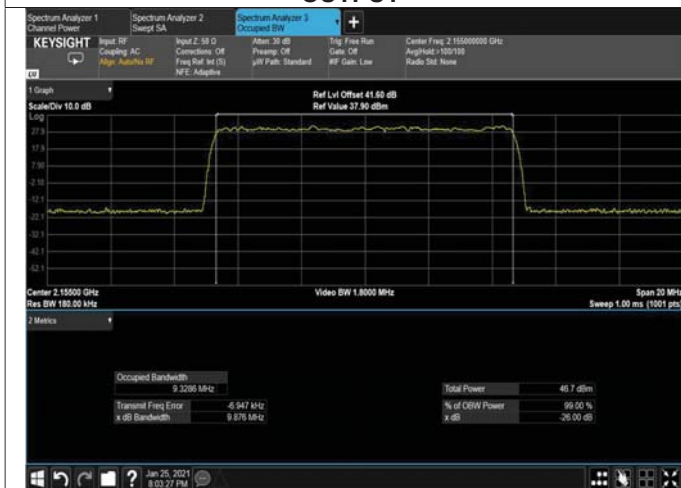 Spectrum Analyzer 1
Channel Power
Spectrum Analyzer 2
Swept SA
Spectrum Analyzer 3
Occupied BW
+
KEYSIGHT
Input: RF
Coupling: AC
Align: Auto/No RF
Input Z: 50 Ω
Corrections: Off
Freq Ref: Int (S)
NFE: Adaptive
Atten: 30 dB
Preamp: Off
µW Path: Standard
Trig: Free Run
Gate: Off
#IF Gain: Low
Center Freq: 2.155000000 GHz
Avg|Hold:>100/100
Radio Std: None
1 Graph
Scale/Div 10.0 dB
Ref Lvl Offset 41.60 dB
Ref Value 37.90 dBm
Log
27.9
17.9
7.90
-2.10
-12.1
-22.1
-32.1
-42.1
-52.1
Center 2.15500 GHz
Res BW 180.00 kHz
Video BW 1.8000 MHz
Span 20 MHz
Sweep 1.00 ms (1001 pts)
2 Metrics
Occupied Bandwidth
9.3286 MHz
Transmit Freq Error -6.947 kHz
x dB Bandwidth 9.876 MHz
Total Power 46.7 dBm
% of OBW Power 99.00 %
x dB -26.00 dB
?
Jan 25, 2021
8:03:27 PM